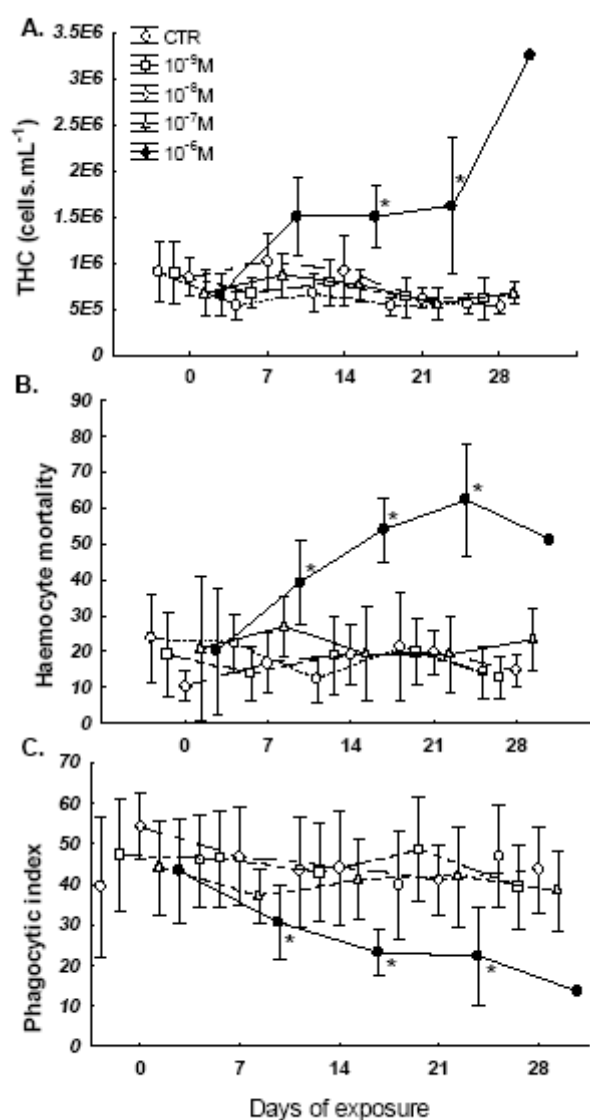 A.
3.5E6
3E6
2.5E6
2E6
1.5E6
1E6
5E5
0
THC (cells.mL⁻¹)
CTR
10⁻⁹M
10⁻⁸M
10⁻⁷M
10⁻⁶M
*
*
0 7 14 21 28
B.
90
80
70
60
50
40
30
20
10
0
Haemocyte mortality
*
*
*
0 7 14 21 28
C.
70
60
50
40
30
20
10
0
Phagocytic index
*
*
*
0 7 14 21 28
Days of exposure